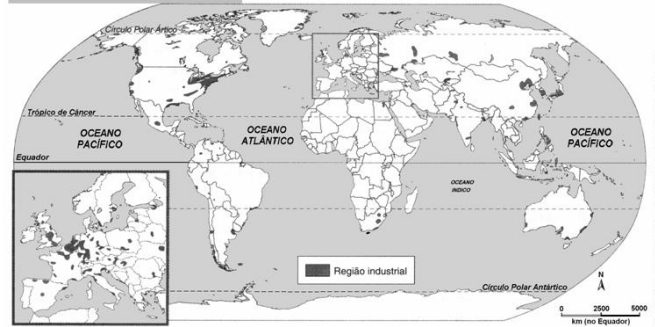 Círculo Polar Ártico
Trópico de Câncer
OCEANO
PACÍFICO
OCEANO
ATLÂNTICO
OCEANO
PACÍFICO
Equador
OCEANO
ÍNDICO
Região industrial
Círculo Polar Antártico
N
0 2500 5000
km (no Equador)